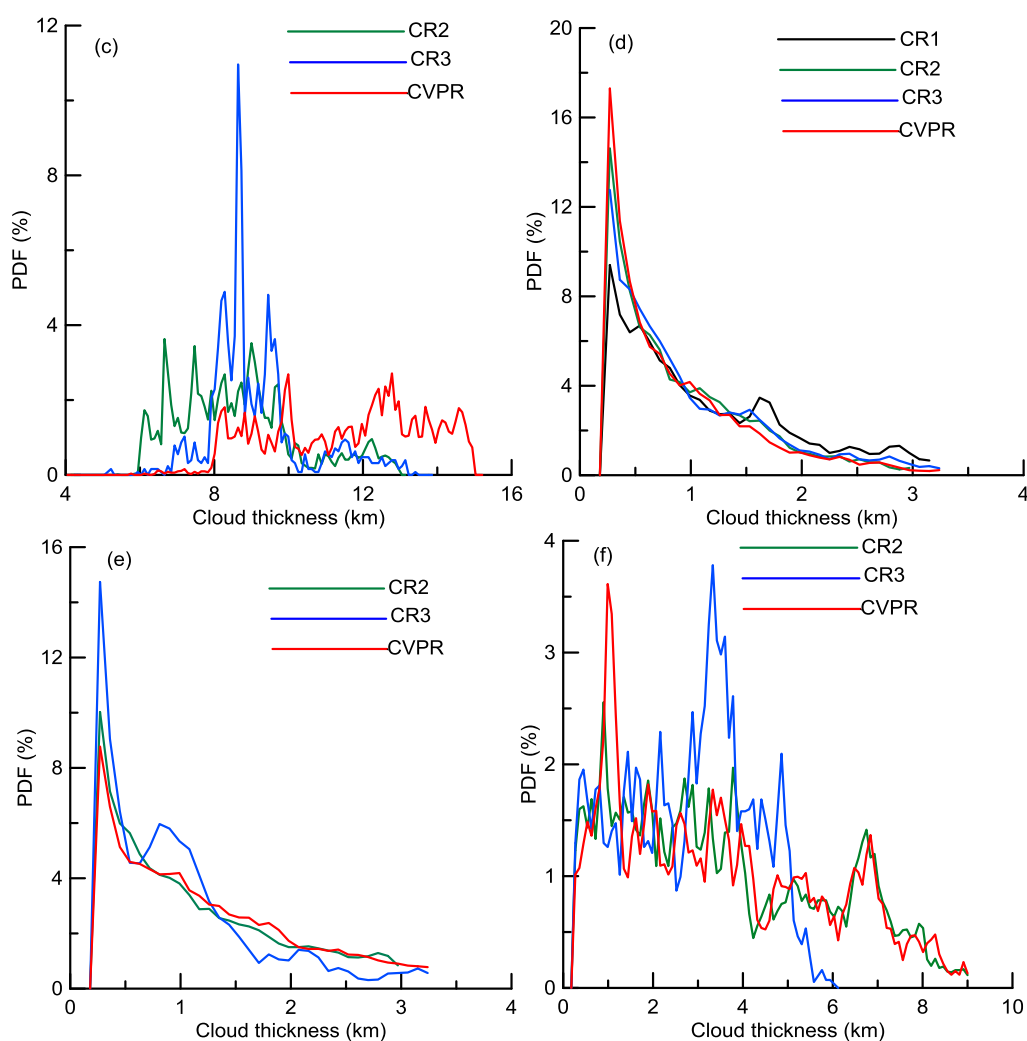 (c)
CR2
CR3
CVPR
12
8
4
0
PDF (%)
4
8
12
16
Cloud thickness (km)
(d)
CR1
CR2
CR3
CVPR
20
16
12
8
4
0
PDF (%)
0
1
2
3
4
Cloud thickness (km)
(e)
CR2
CR3
CVPR
16
12
8
4
0
PDF (%)
0
1
2
3
4
Cloud thickness (km)
(f)
CR2
CR3
CVPR
4
3
2
1
0
PDF (%)
0
2
4
6
8
10
Cloud thickness (km)